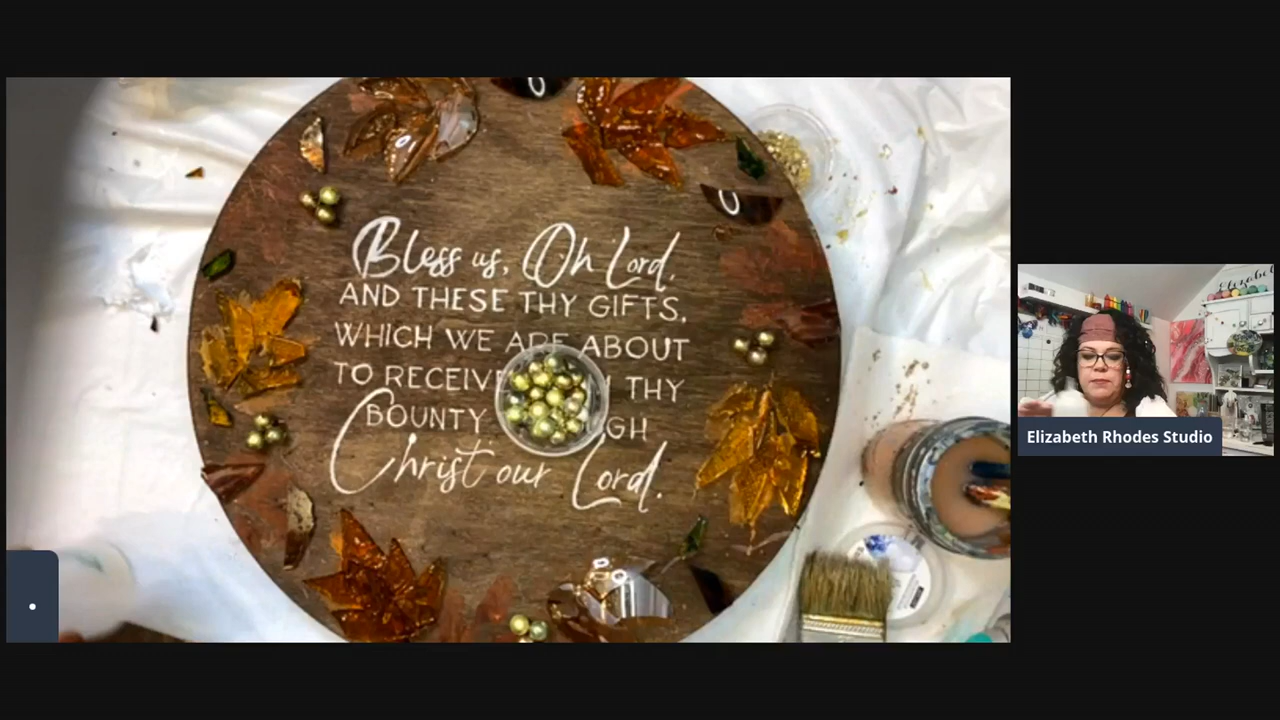 Bless us, Oh Lord,
AND THESE THY GIFTS,
WHICH WE ARE ABOUT
TO RECEIVE THY
BOUNTY GH
Christ our Lord.
Elizabeth Rhodes Studio